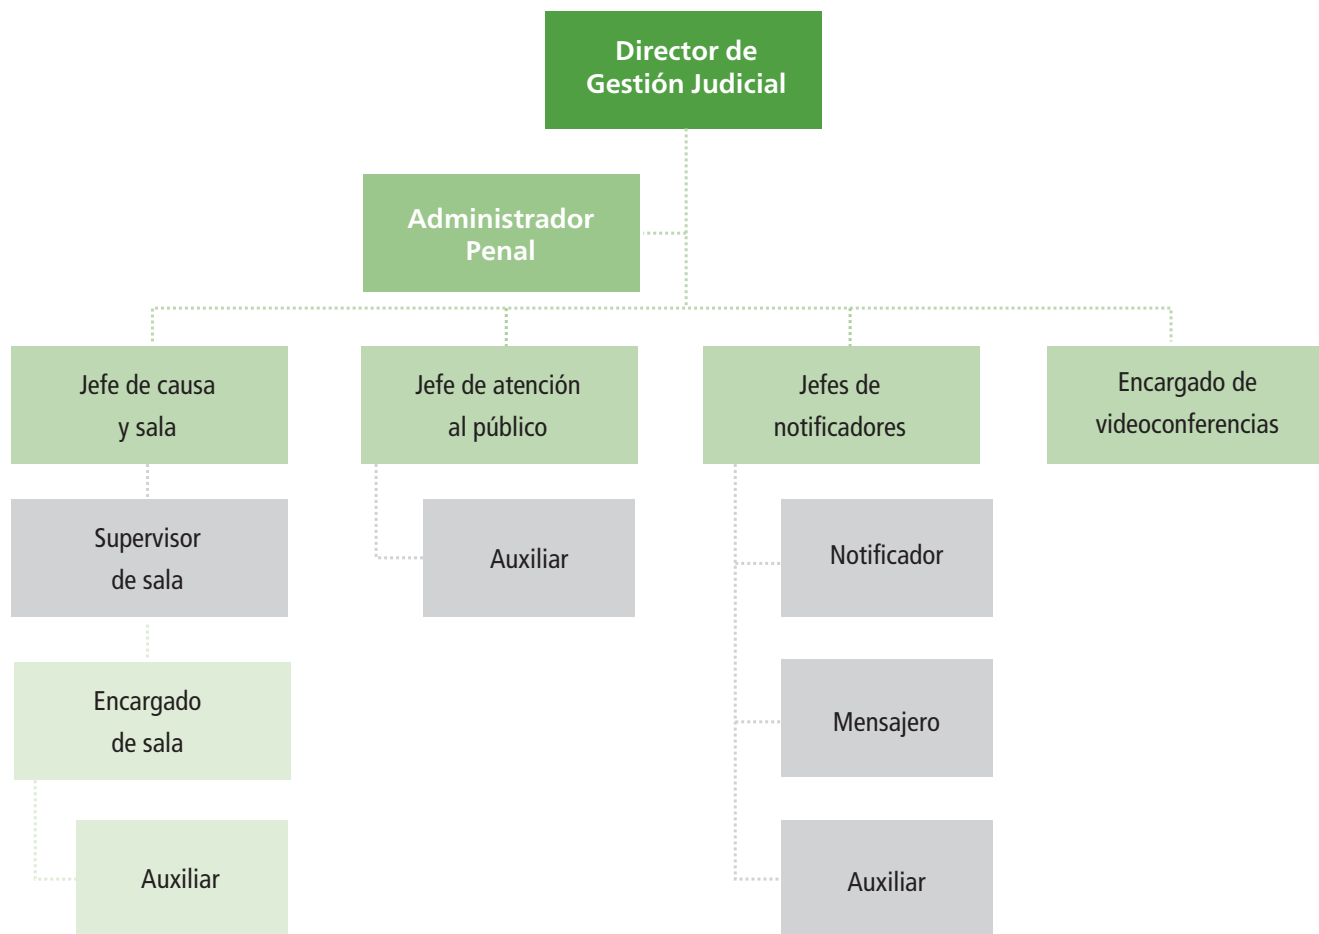 Director de
Gestión Judicial
Administrador
Penal
Jefe de causa
y sala
Jefe de atención
al público
Jefes de
notificadores
Encargado de
videoconferencias
Supervisor
de sala
Auxiliar
Notificador
Encargado
de sala
Mensajero
Auxiliar
Auxiliar